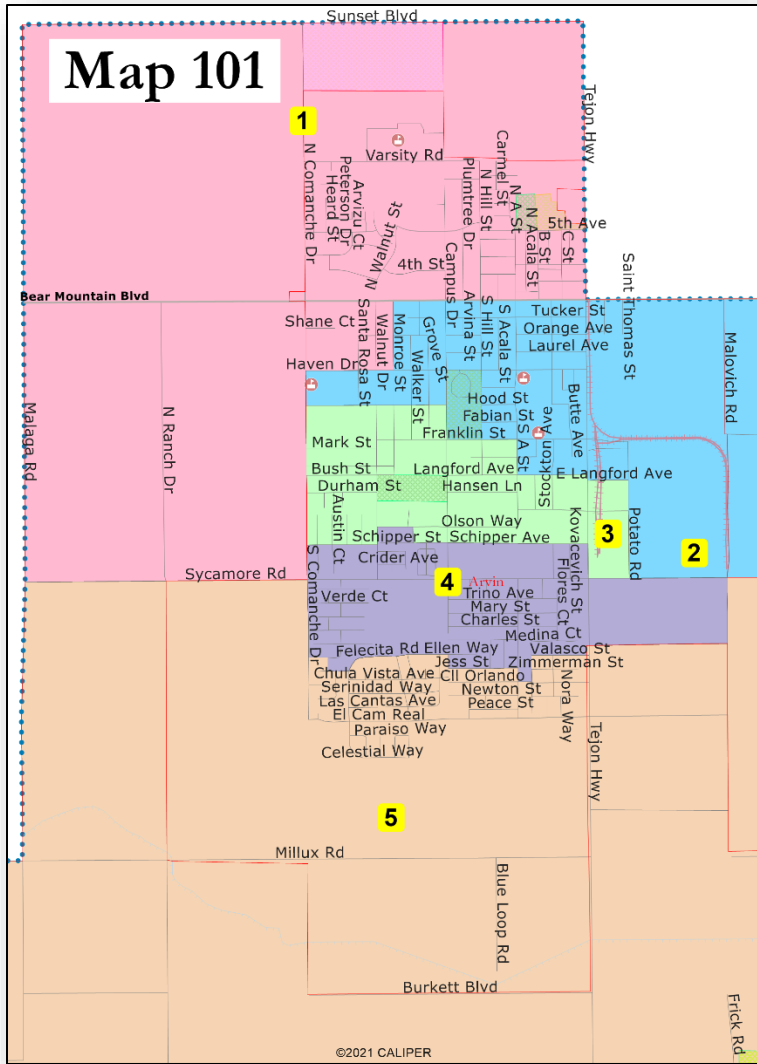 Sunset Blvd
Map 101
Tejon Hwy
1
Varsity Rd
N Comanche Dr
Peterson Dr
Heard St
Arvizu Ct
N Walnut St
Plumtree Dr
N Hill St
Carmel St
N A St
N Acala St
B St
C St
5th Ave
4th St
Campus Dr
Saint Thomas St
Bear Mountain Blvd
Shane Ct
Santa Rosa St
Walnut Dr
Monroe St
Grove St
Walker St
Arvina St
S Hill St
S Acala St
Tucker St
Orange Ave
Laurel Ave
Malovich Rd
Haven Dr
Malaga Rd
N Ranch Dr
Hood St
Fabian St
Franklin St
S A St
Stockton Ave
Butte Ave
Mark St
Bush St
Langford Ave
E Langford Ave
Durham St
Hansen Ln
Austin Ct
Olson Way
Schipper St
Schipper Ave
Kovacevich St
3
Potato Rd
2
Crider Ave
Sycamore Rd
4
Arvin
S Comanche Dr
Verde Ct
Trino Ave
Mary St
Charles St
Flores Ct
Medina Ct
Felecita Rd
Ellen Way
Valasco St
Jess St
Zimmerman St
Chula Vista Ave
Cll Orlando
Serinidad Way
Newton St
Las Cantas Ave
Peace St
Nora Way
El Cam Real
Paraiso Way
Tejon Hwy
Celestial Way
5
Millux Rd
Blue Loop Rd
Burkett Blvd
Frick Rd
©2021 CALIPER